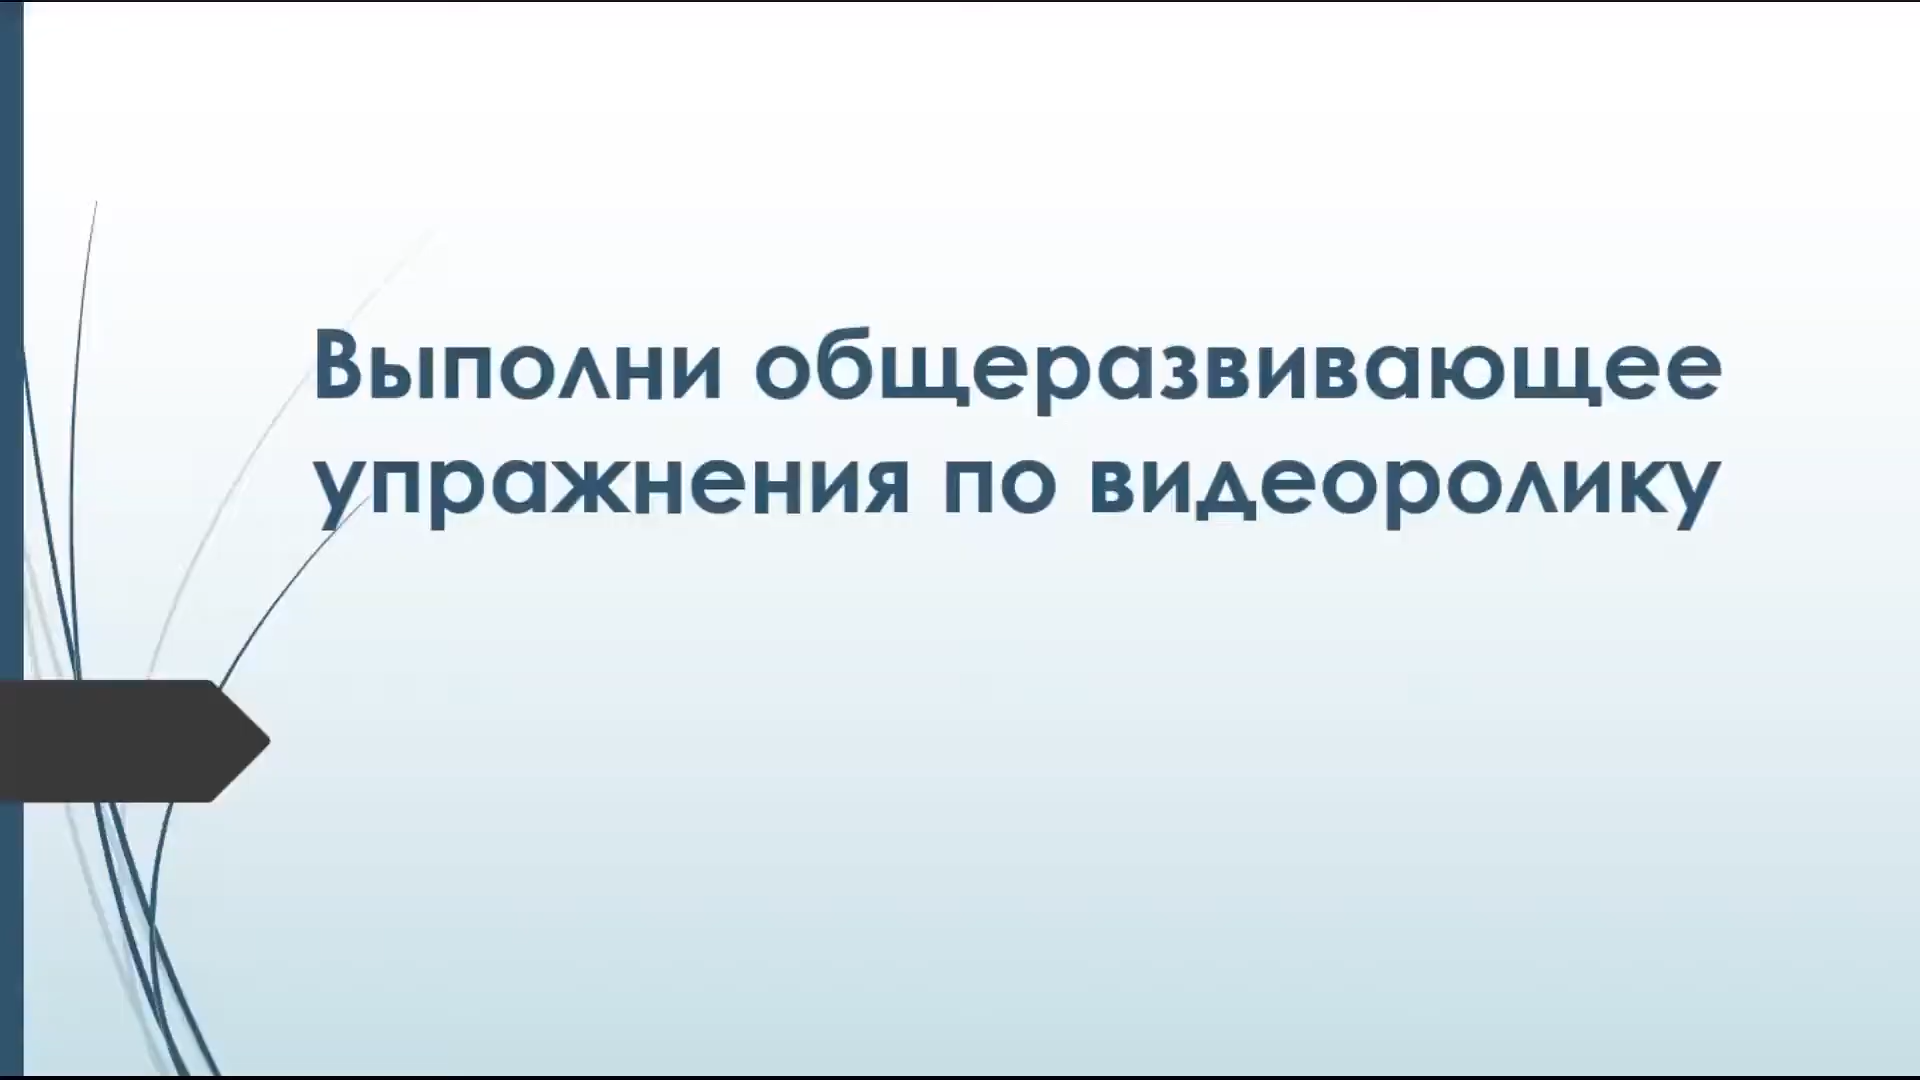 Выполни общеразвивающее
упражнения по видеоролику